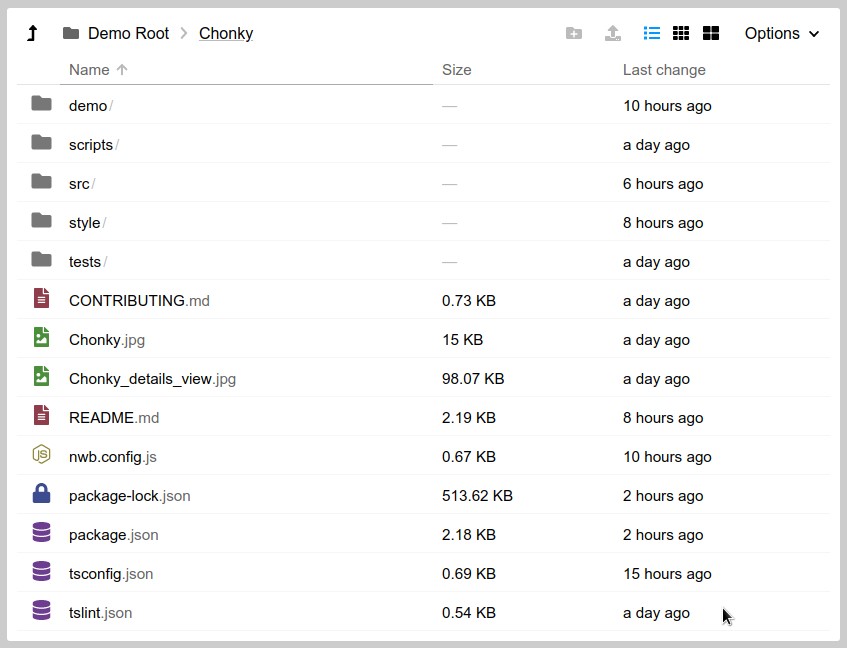 Demo Root Chonky Options
Name Size Last change
demo/ — 10 hours ago
scripts/ — a day ago
src/ — 6 hours ago
style/ — 8 hours ago
tests/ — a day ago
CONTRIBUTING.md 0.73 KB a day ago
Chonky.jpg 15 KB a day ago
Chonky_details_view.jpg 98.07 KB a day ago
README.md 2.19 KB 8 hours ago
nwb.config.js 0.67 KB 10 hours ago
package-lock.json 513.62 KB 2 hours ago
package.json 2.18 KB 2 hours ago
tsconfig.json 0.69 KB 15 hours ago
tslint.json 0.54 KB a day ago